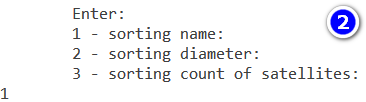 Enter:
2
1 - sorting name:
2 - sorting diameter:
3 - sorting count of satellites:
1